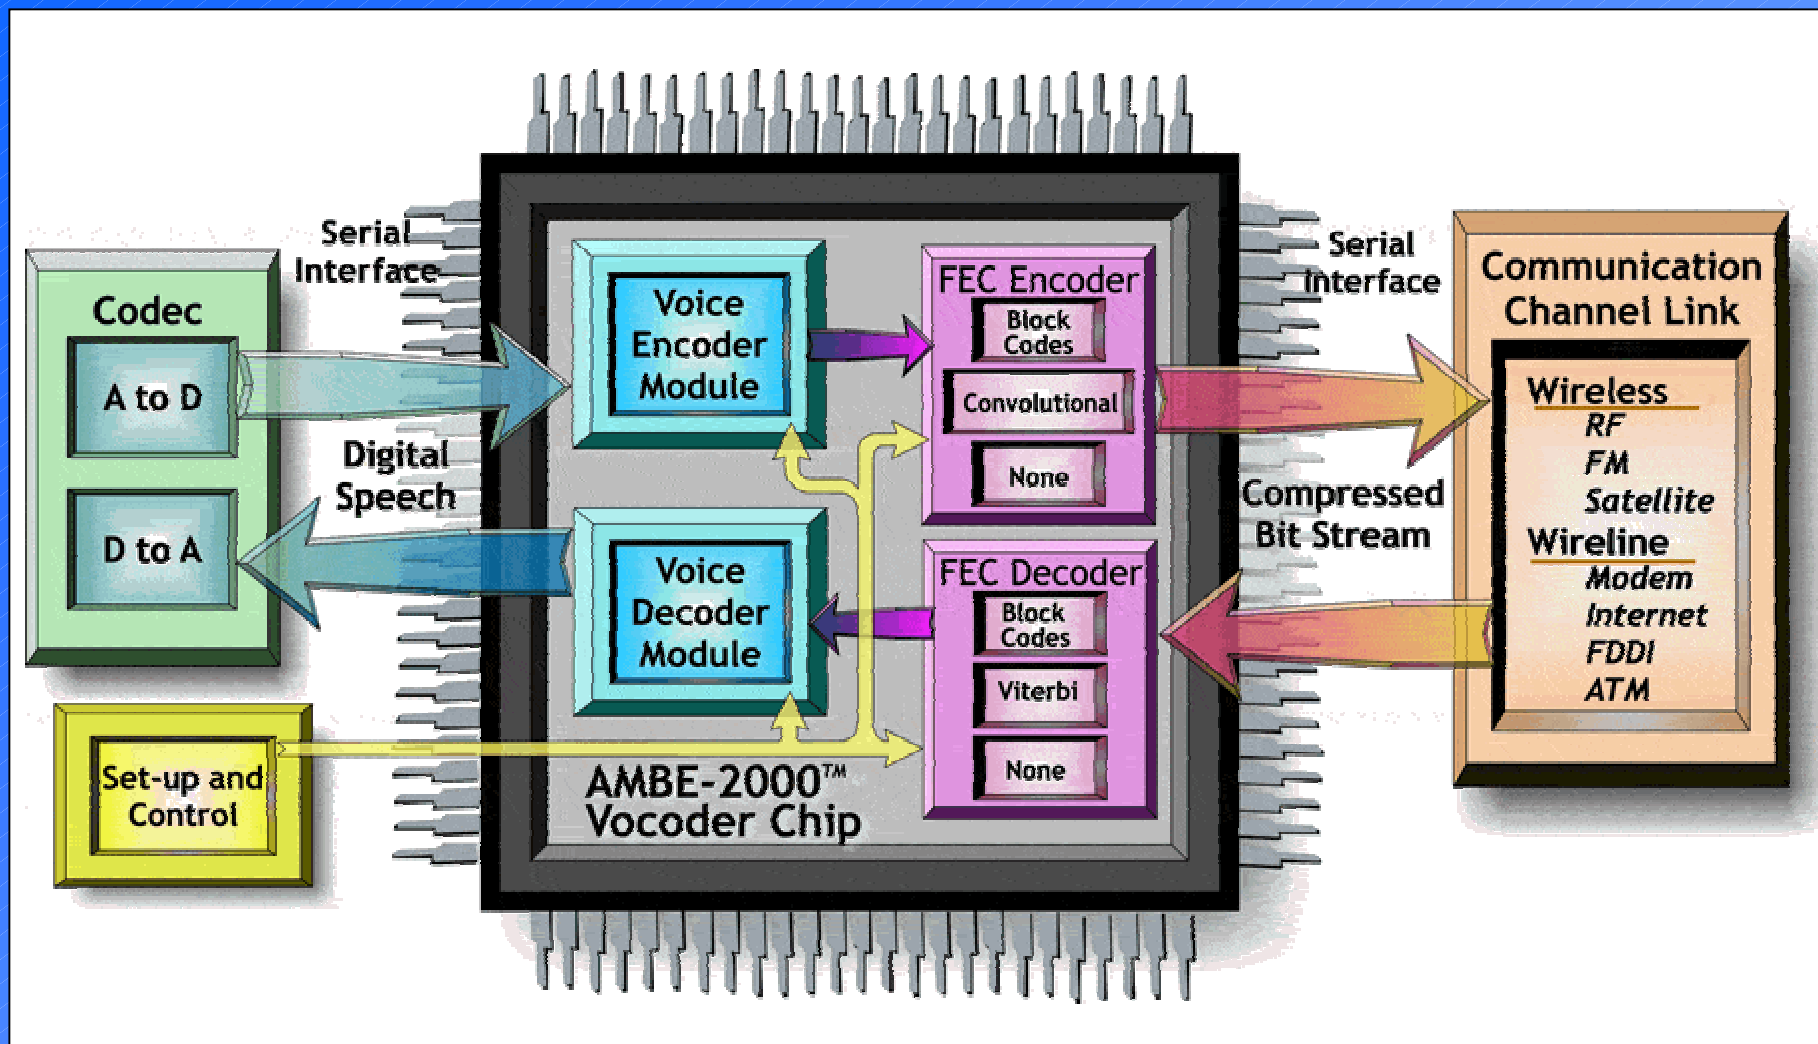 Serial
Interface
Codec
A to D
D to A
Digital
Speech
Set-up and
Control
Voice
Encoder
Module
Voice
Decoder
Module
AMBE-2000™
Vocoder Chip
FEC Encoder
Block
Codes
Convolutional
None
FEC Decoder
Block
Codes
Viterbi
None
Serial
Interface
Compressed
Bit Stream
Communication
Channel Link
Wireless
RF
FM
Satellite
Wireline
Modem
Internet
FDDI
ATM